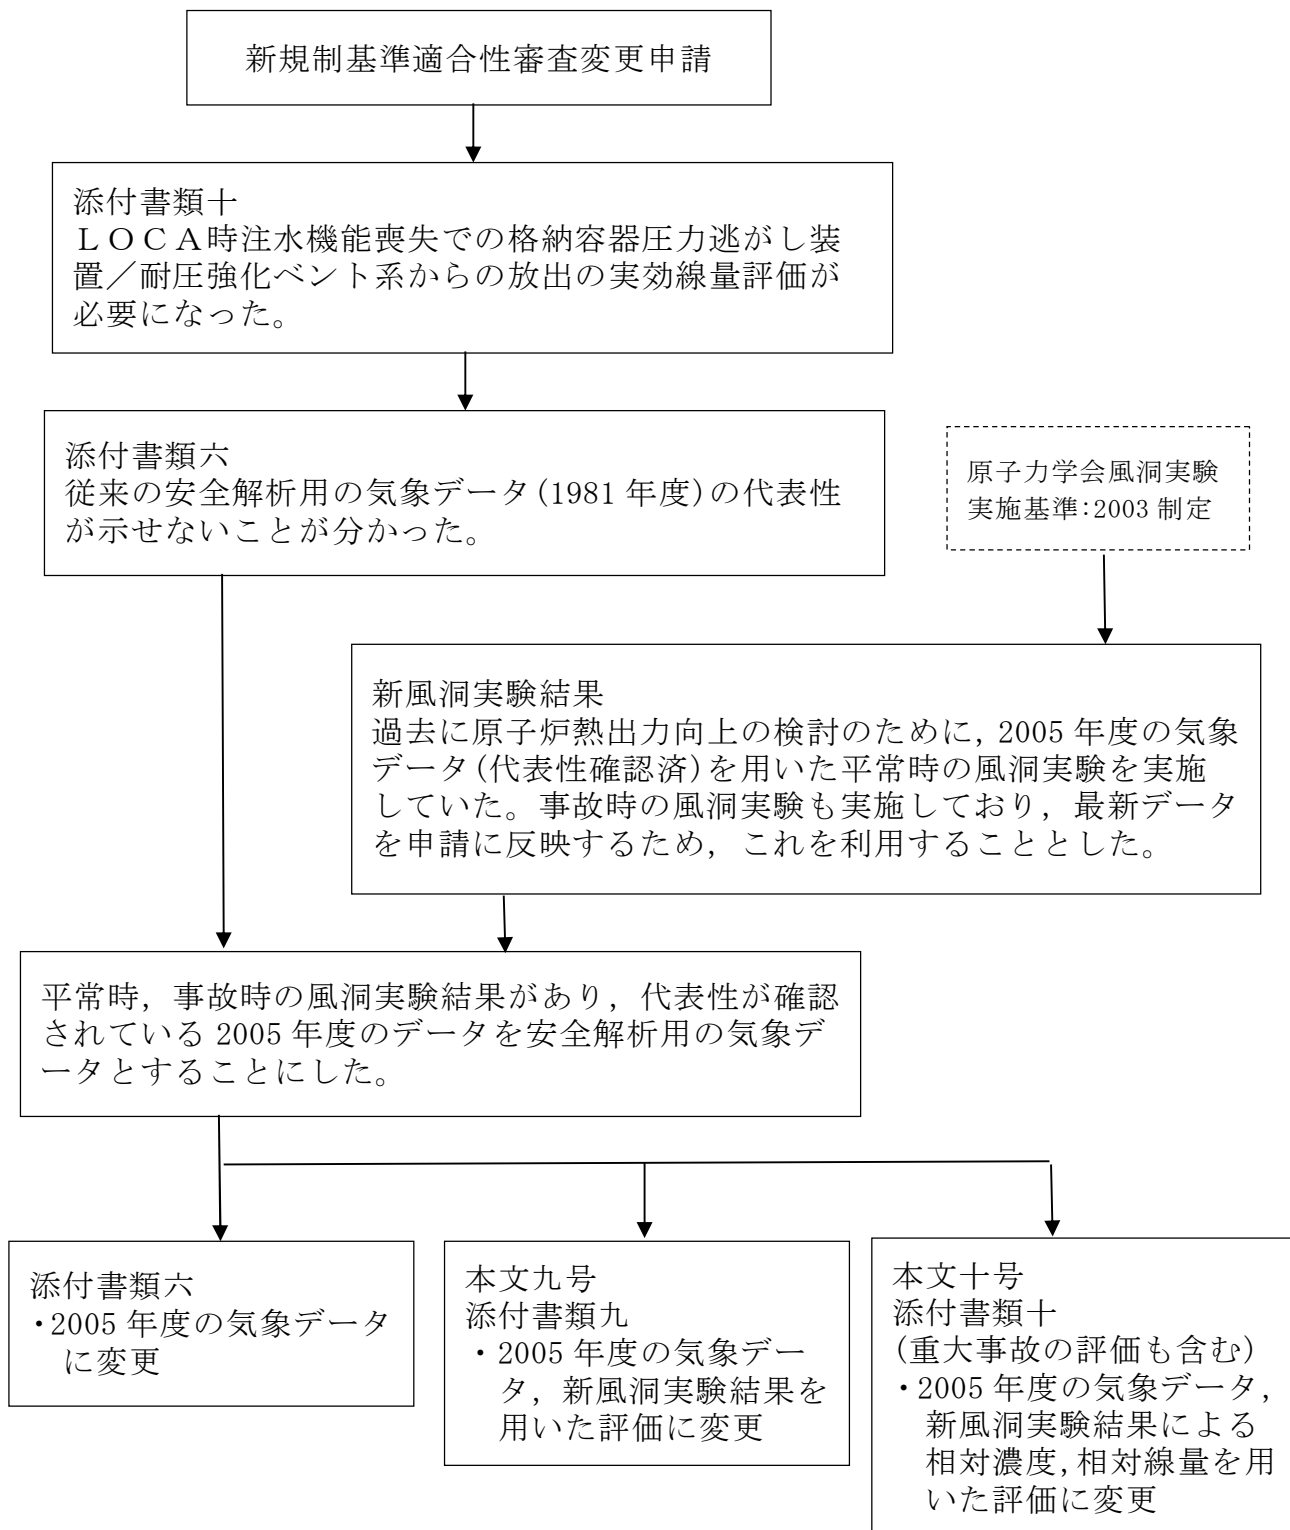 新規制基準適合性審査変更申請
添付書類十
ＬＯＣＡ時注水機能喪失での格納容器圧力逃がし装
置／耐圧強化ベント系からの放出の実効線量評価が
必要になった。
添付書類六
従来の安全解析用の気象データ(1981 年度)の代表性
が示せないことが分かった。
原子力学会風洞実験
実施基準:2003 制定
新風洞実験結果
過去に原子炉熱出力向上の検討のために, 2005 年度の気象
データ(代表性確認済)を用いた平常時の風洞実験を実施
していた。事故時の風洞実験も実施しており, 最新データ
を申請に反映するため, これを利用することとした。
平常時, 事故時の風洞実験結果があり, 代表性が確認
されている 2005 年度のデータを安全解析用の気象デ
ータとすることにした。
添付書類六
・2005 年度の気象データ
に変更
本文九号
添付書類九
・2005 年度の気象デー
タ, 新風洞実験結果を
用いた評価に変更
本文十号
添付書類十
(重大事故の評価も含む)
・2005 年度の気象データ,
新風洞実験結果による
相対濃度,相対線量を用
いた評価に変更